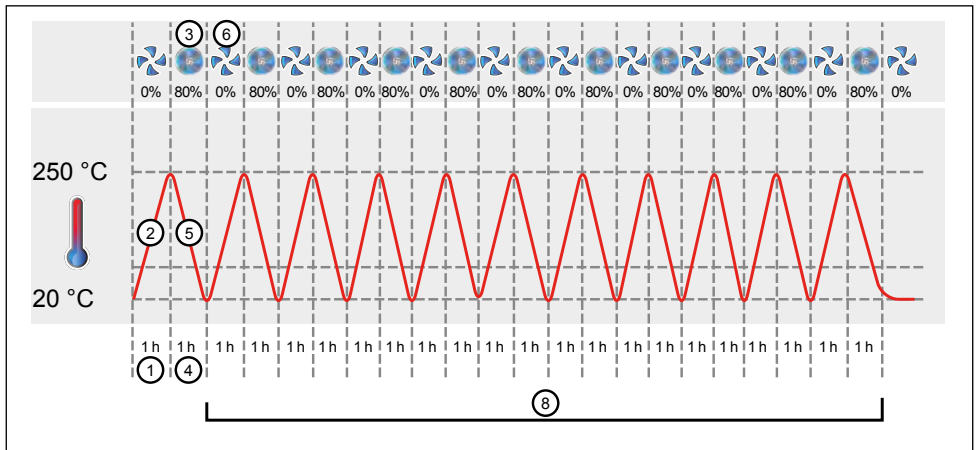 3 6
0% 80% 0% 80% 0% 80% 0% 80% 0% 80% 0% 80% 0% 80% 0% 80% 0% 80% 0% 80% 0% 80% 0%
250 °C
2 5
20 °C
1 h 1 h 1 h 1 h 1 h 1 h 1 h 1 h 1 h 1 h 1 h 1 h 1 h 1 h 1 h 1 h 1 h 1 h 1 h 1 h 1 h 1 h
1 4
8